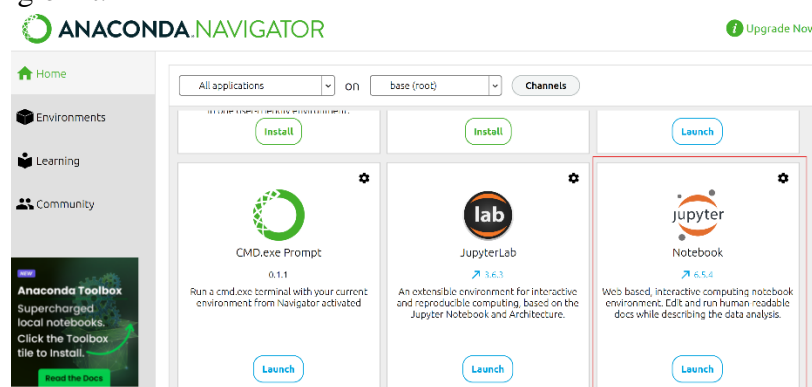 ANACONDA.NAVIGATOR
Upgrade Now
Home
All applications
on
base (root)
Channels
Environments
Install
Install
Launch
Learning
Community
CMD.exe Prompt
0.1.1
Run a cmd.exe terminal with your current
environment from Navigator activated
Launch
lab
JupyterLab
3.6.3
An extensible environment for interactive
and reproducible computing, based on the
Jupyter Notebook and Architecture.
Launch
jupyter
Notebook
6.5.4
Web based, interactive computing notebook
environment. Edit and run human readable
docs while describing the data analysis.
Launch
NEW
Anaconda Toolbox
Supercharged
local notebooks.
Click the Toolbox
tile to Install.
Read the Docs